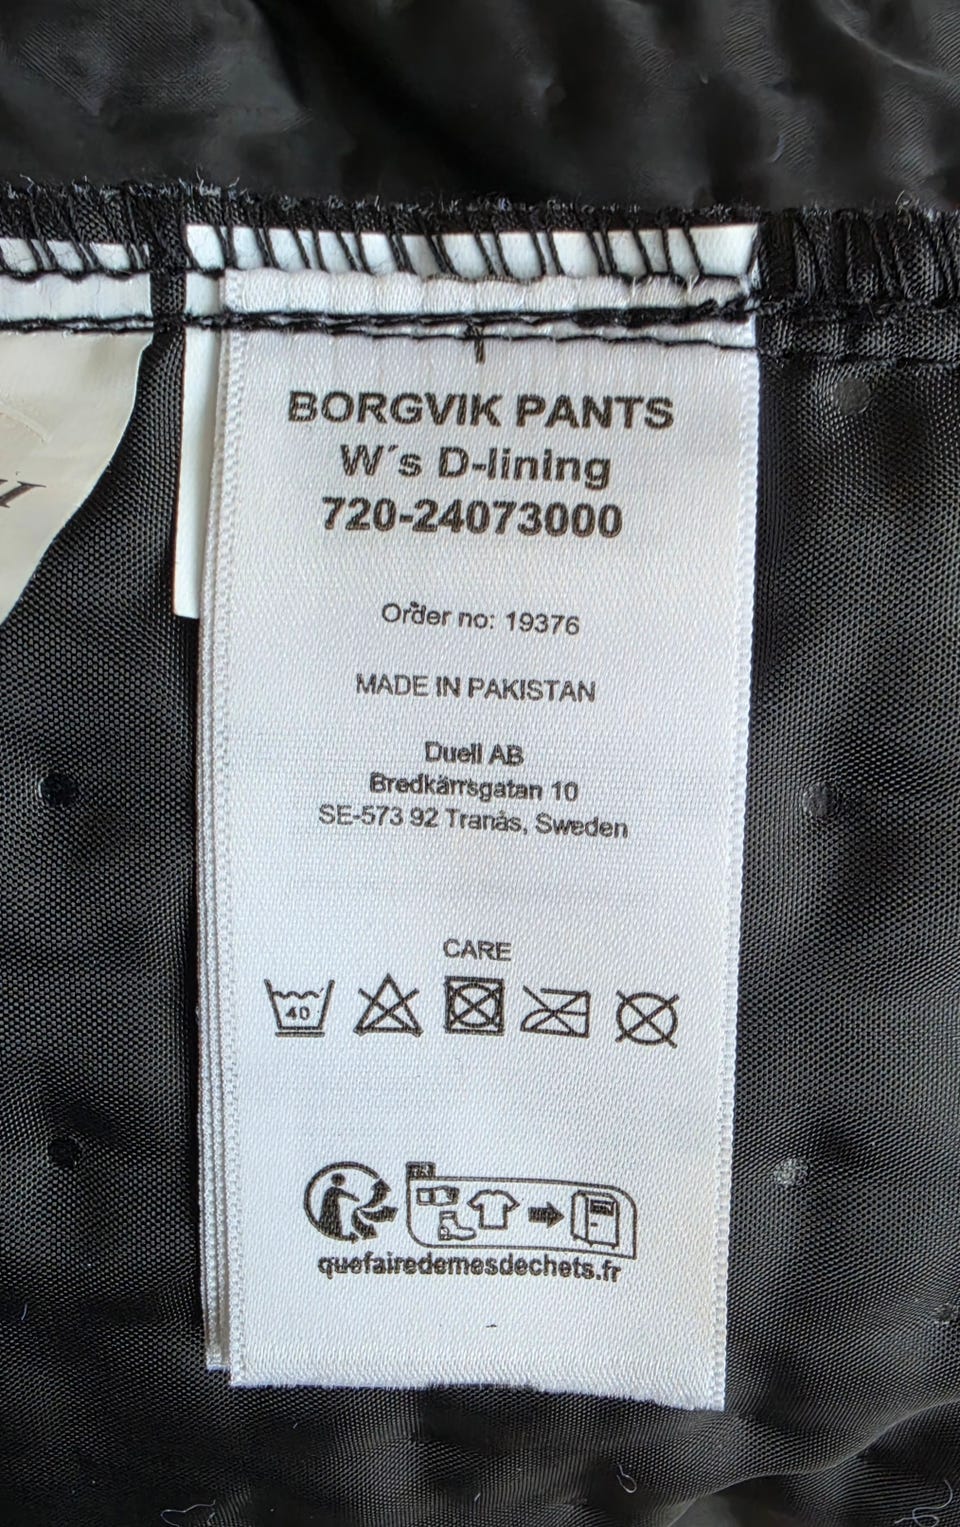 BORGVIK PANTS
W´s D-lining
720-24073000
Order no: 19376
MADE IN PAKISTAN
Duell AB
Bredkärrsgatan 10
SE-573 92 Tranås, Sweden
CARE
40
quefairedemesdechets.fr